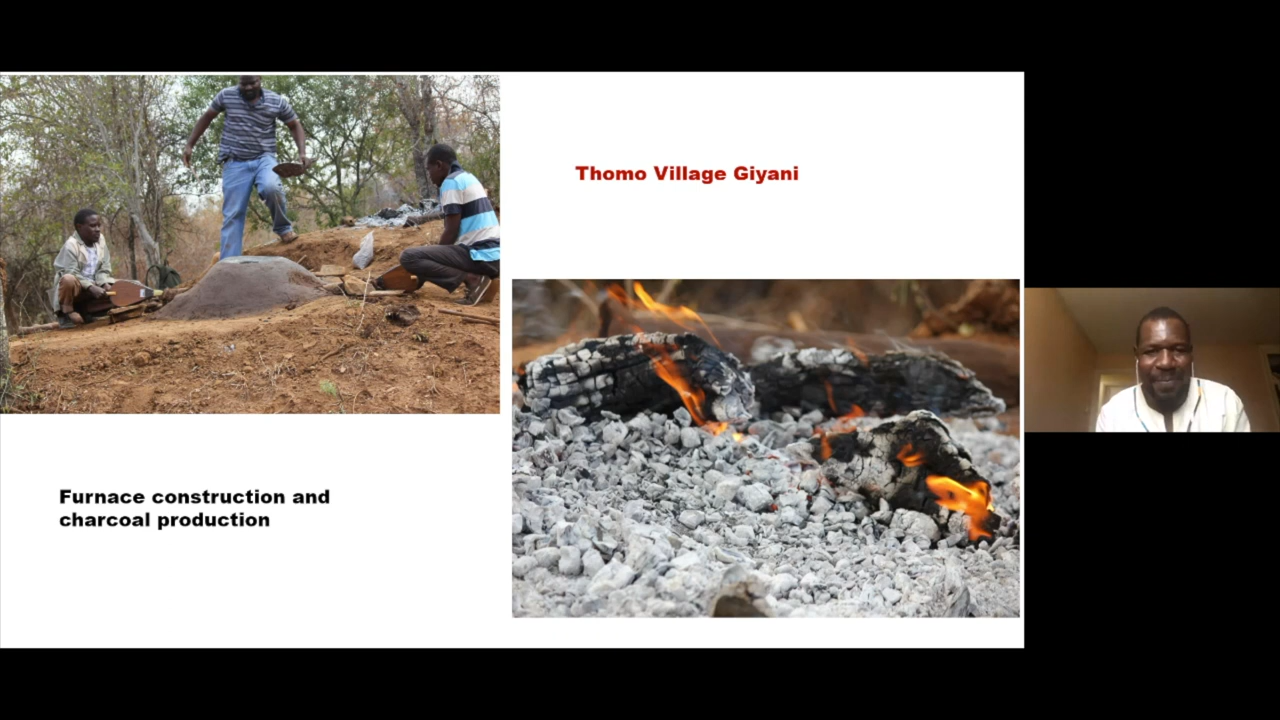 Thomo Village Giyani
Furnace construction and
charcoal production